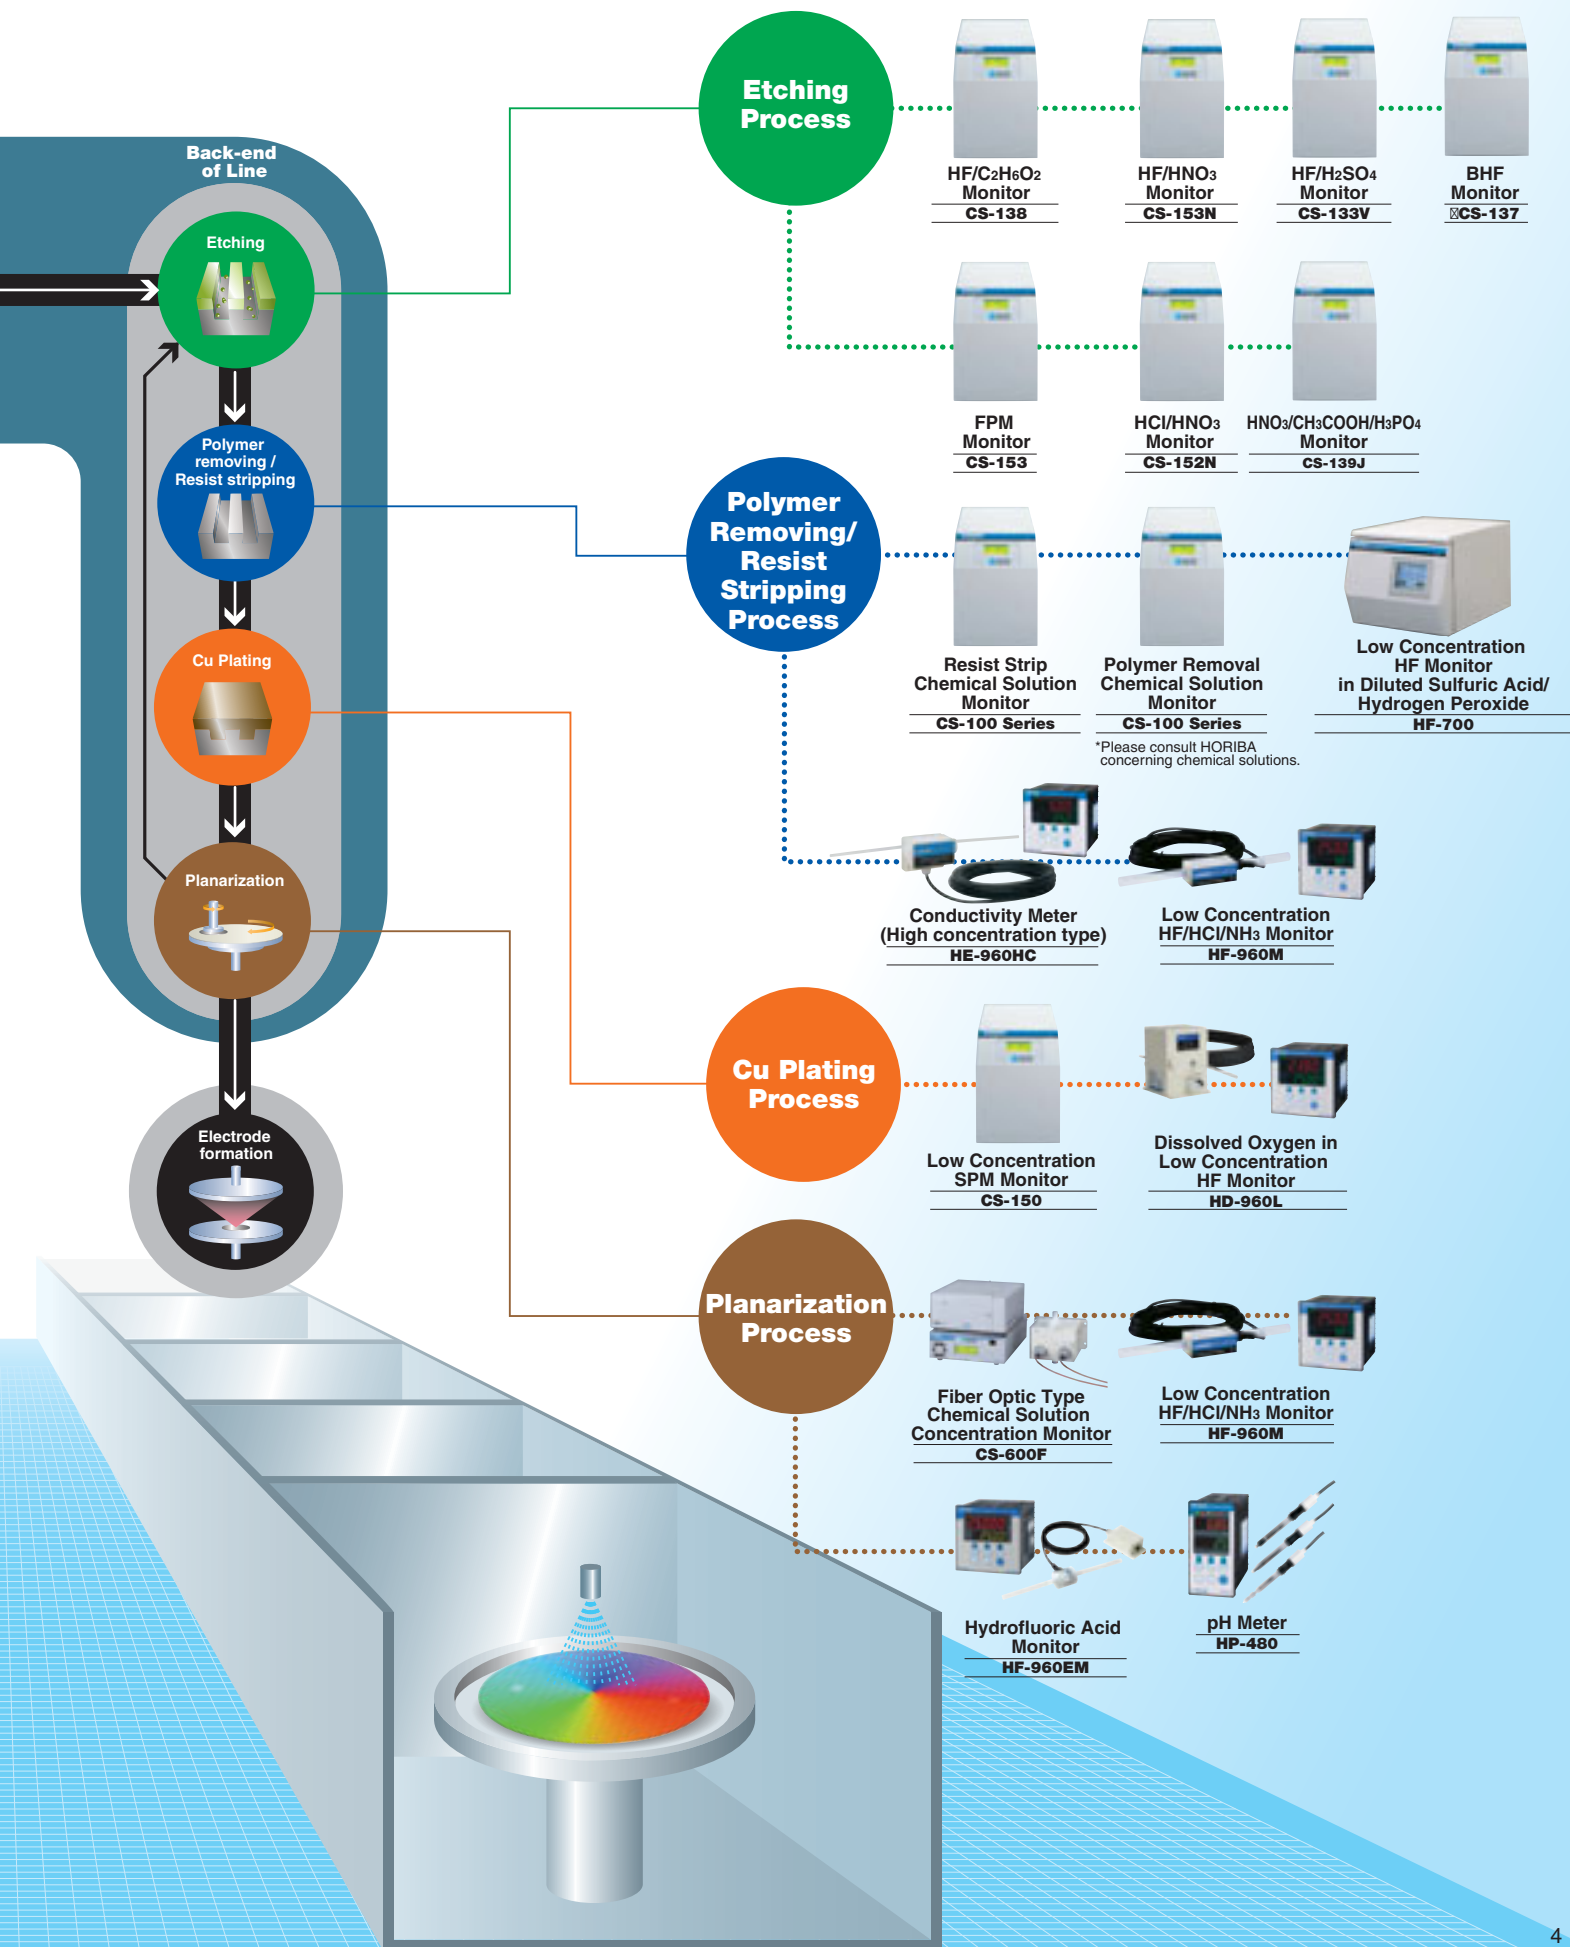 Back-end
of Line
Etching
Polymer
removing /
Resist stripping
Cu Plating
Planarization
Electrode
formation
Etching
Process
HF/C2H6O2
Monitor
CS-138
HF/HNO3
Monitor
CS-153N
HF/H2SO4
Monitor
CS-133V
BHF
Monitor
CS-137
FPM
Monitor
CS-153
HCl/HNO3
Monitor
CS-152N
HNO3/CH3COOH/H3PO4
Monitor
CS-139J
Polymer
Removing/
Resist
Stripping
Process
Resist Strip
Chemical Solution
Monitor
CS-100 Series
Polymer Removal
Chemical Solution
Monitor
CS-100 Series
*Please consult HORIBA
concerning chemical solutions.
Low Concentration
HF Monitor
in Diluted Sulfuric Acid/
Hydrogen Peroxide
HF-700
Conductivity Meter
(High concentration type)
HE-960HC
Low Concentration
HF/HCl/NH3 Monitor
HF-960M
Cu Plating
Process
Low Concentration
SPM Monitor
CS-150
Dissolved Oxygen in
Low Concentration
HF Monitor
HD-960L
Planarization
Process
Fiber Optic Type
Chemical Solution
Concentration Monitor
CS-600F
Low Concentration
HF/HCl/NH3 Monitor
HF-960M
Hydrofluoric Acid
Monitor
HF-960EM
pH Meter
HP-480
4